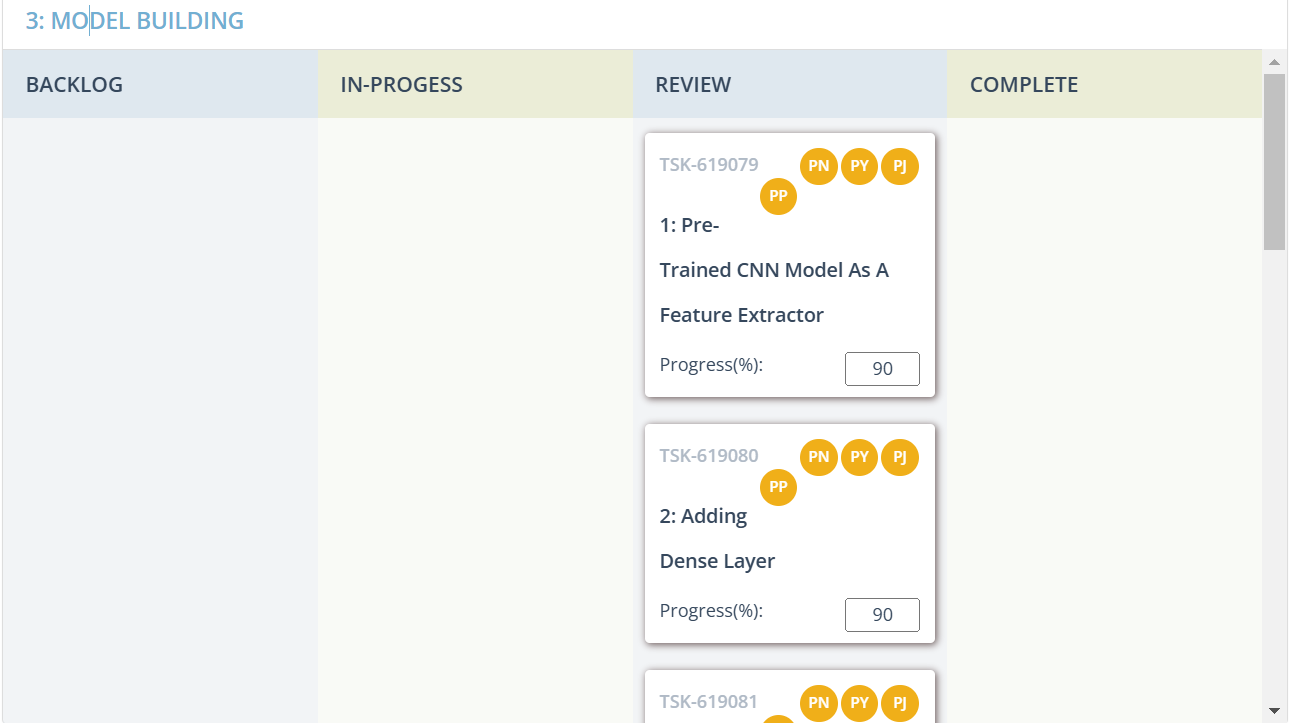 3: MODEL BUILDING
BACKLOG
IN-PROGESS
REVIEW
COMPLETE
TSK-619079
PN PY PJ
PP
1: Pre-
Trained CNN Model As A
Feature Extractor
Progress(%):
90
TSK-619080
PN PY PJ
PP
2: Adding
Dense Layer
Progress(%):
90
TSK-619081
PN PY PJ